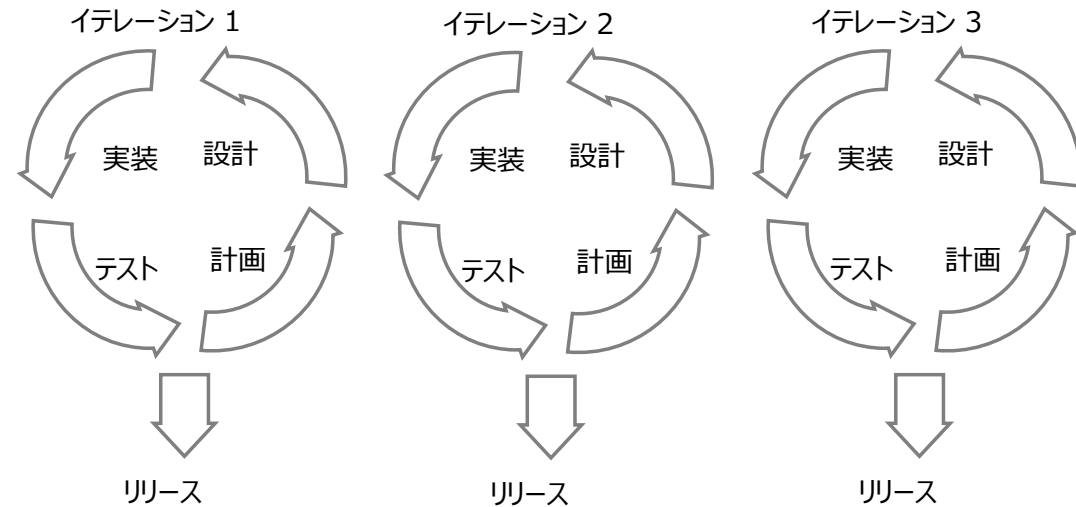 イテレーション 1
イテレーション 2
イテレーション 3
実装
設計
実装
設計
実装
設計
テスト
計画
テスト
計画
テスト
計画
リリース
リリース
リリース